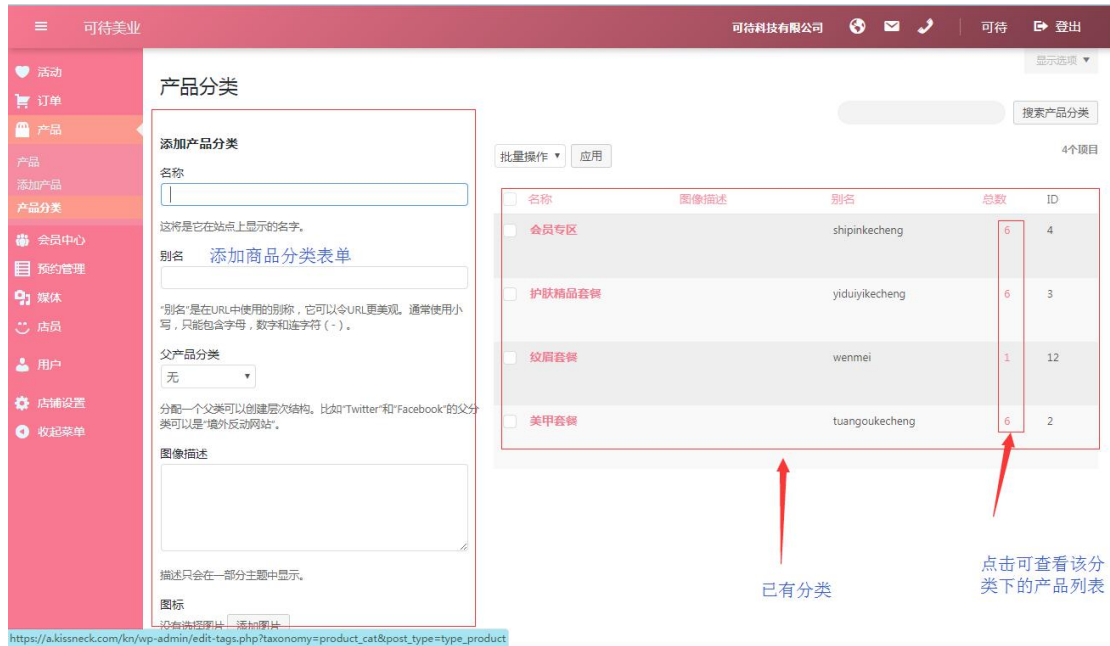 可待美业
可待科技有限公司
可待
登出
显示选项
活动
订单
产品
产品
添加产品
产品分类
会员中心
预约管理
媒体
店员
用户
店铺设置
收起菜单
产品分类
添加产品分类
名称
这将是它在站点上显示的名字。
别名
添加商品分类表单
“别名”是在URL中使用的别称，它可以令URL更美观。通常使用小
写，只能包含字母，数字和连字符（-）。
父产品分类
无
分配一个父类可以创建层次结构。比如“Twitter”和“Facebook”的父分
类可以是“境外反动网站”。
图像描述
描述只会在一部分主题中显示。
图标
没有选择图片 添加图片
搜索产品分类
批量操作 应用
4个项目
名称 图像描述 别名 总数 ID
会员专区 shipinkecheng 6 4
护肤精品套餐 yiduiyikecheng 6 3
纹眉套餐 wenmei 1 12
美甲套餐 tuangoukecheng 6 2
已有分类
点击可查看该分
类下的产品列表
https://a.kissneck.com/kn/wp-admin/edit-tags.php?taxonomy=product_cat&post_type=type_product